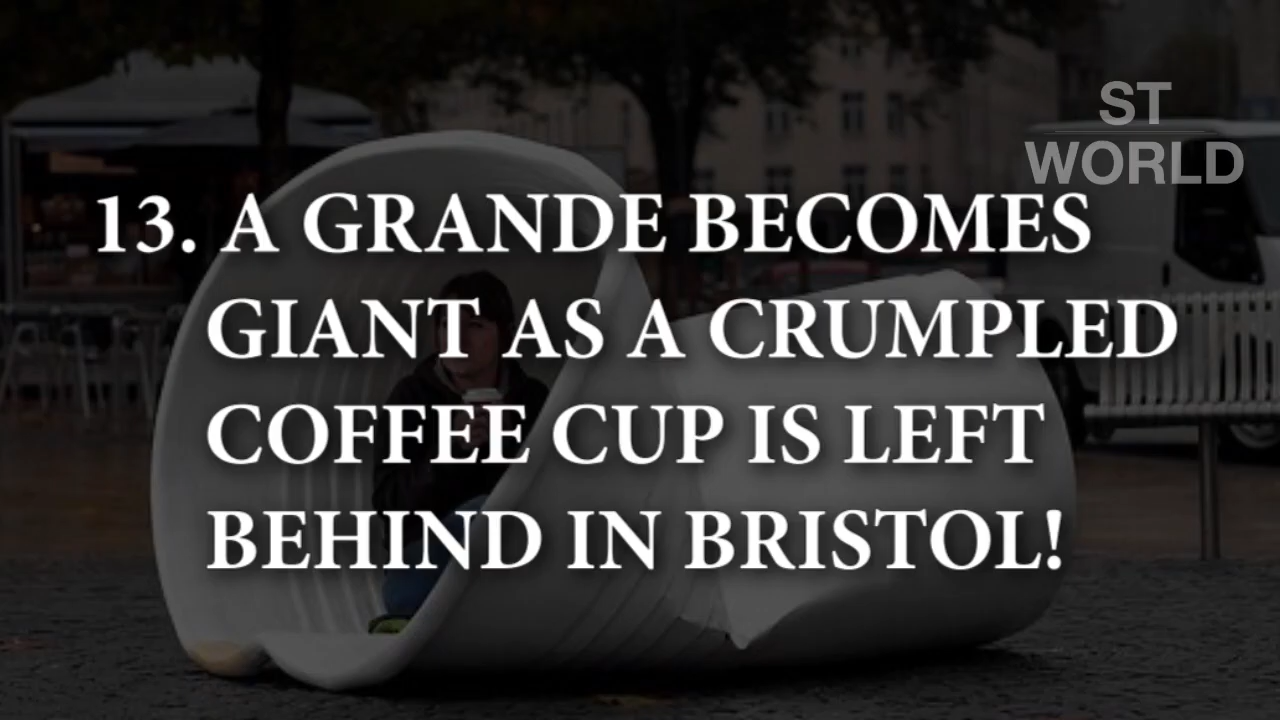 ST
WORLD
13. A GRANDE BECOMES
GIANT AS A CRUMPLED
COFFEE CUP IS LEFT
BEHIND IN BRISTOL!